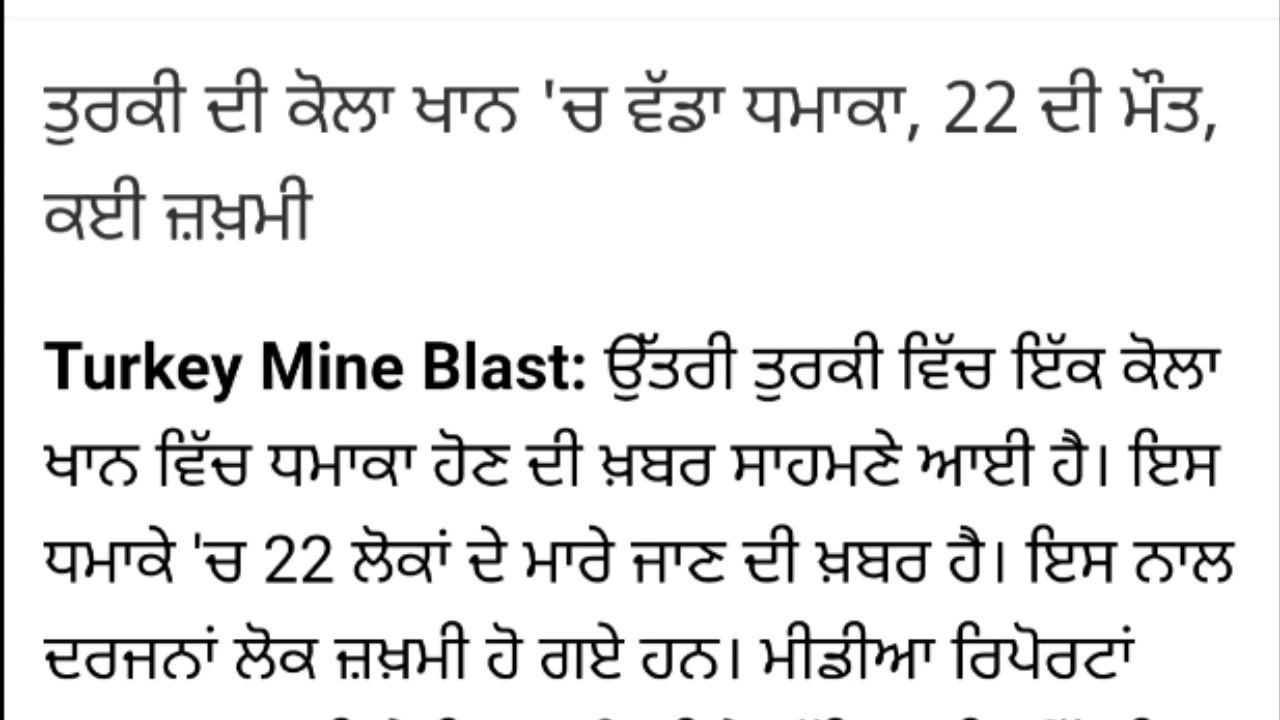 ਤੁਰਕੀ ਦੀ ਕੋਲਾ ਖਾਨ 'ਚ ਵੱਡਾ ਧਮਾਕਾ, 22 ਦੀ ਮੌਤ,
ਕਈ ਜ਼ਖ਼ਮੀ
Turkey Mine Blast: ਉੱਤਰੀ ਤੁਰਕੀ ਵਿੱਚ ਇੱਕ ਕੋਲਾ
ਖਾਨ ਵਿੱਚ ਧਮਾਕਾ ਹੋਣ ਦੀ ਖ਼ਬਰ ਸਾਹਮਣੇ ਆਈ ਹੈ। ਇਸ
ਧਮਾਕੇ 'ਚ 22 ਲੋਕਾਂ ਦੇ ਮਾਰੇ ਜਾਣ ਦੀ ਖ਼ਬਰ ਹੈ। ਇਸ ਨਾਲ
ਦਰਜਨਾਂ ਲੋਕ ਜ਼ਖ਼ਮੀ ਹੋ ਗਏ ਹਨ। ਮੀਡੀਆ ਰਿਪੋਰਟਾਂ